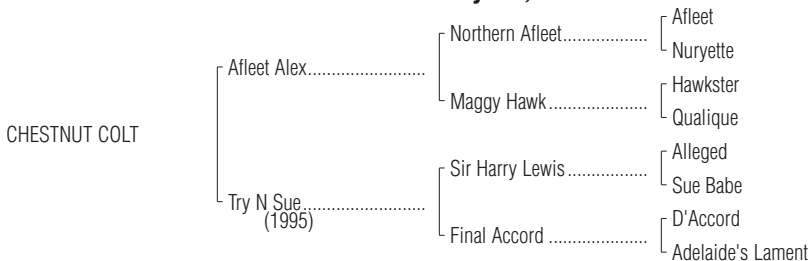 Afleet
Northern Afleet..................
Nuryette
Afleet Alex..........................
Hawkster
Maggy Hawk .....................
Qualique
CHESTNUT COLT
Alleged
Sir Harry Lewis .................
Sue Babe
Try N Sue...........................
(1995)
D'Accord
Final Accord .....................
Adelaide's Lament